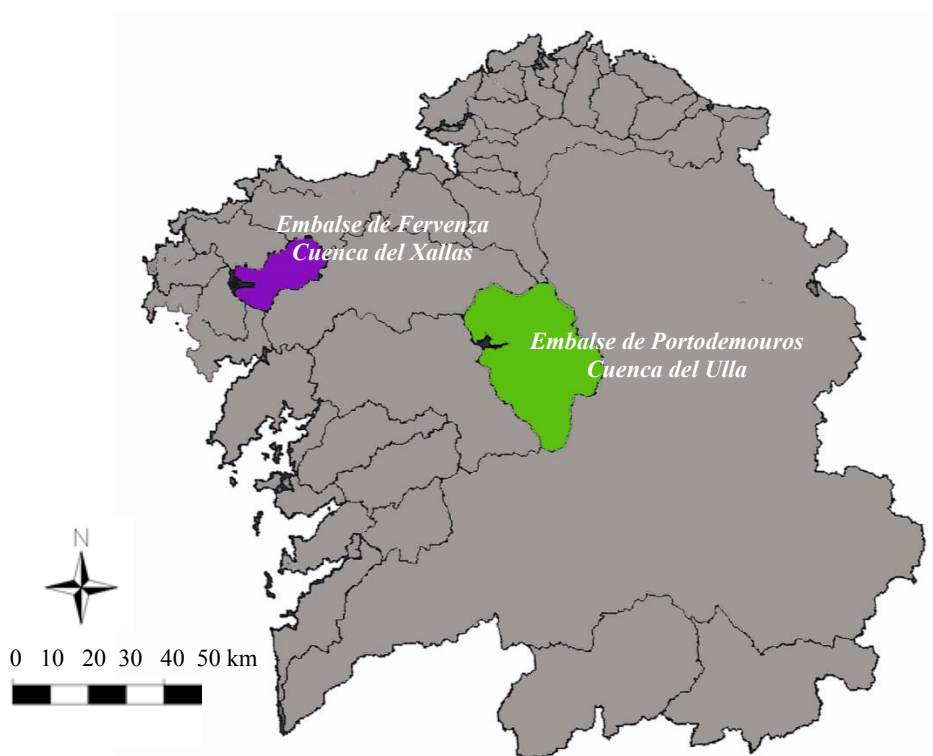 Embalse de Fervenza
Cuenca del Xallas
Embalse de Portodemouros
Cuenca del Ulla
N
0 10 20 30 40 50 km